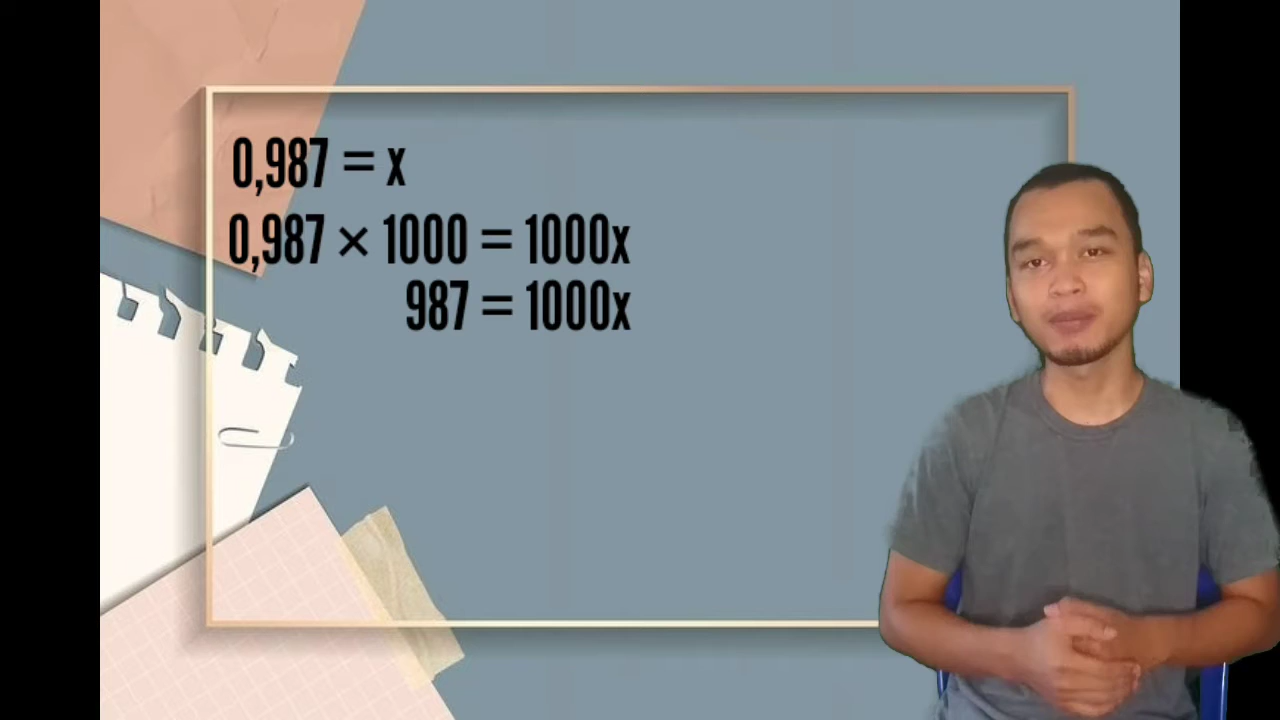 0,987 = x
0,987 × 1000 = 1000x
987 = 1000x